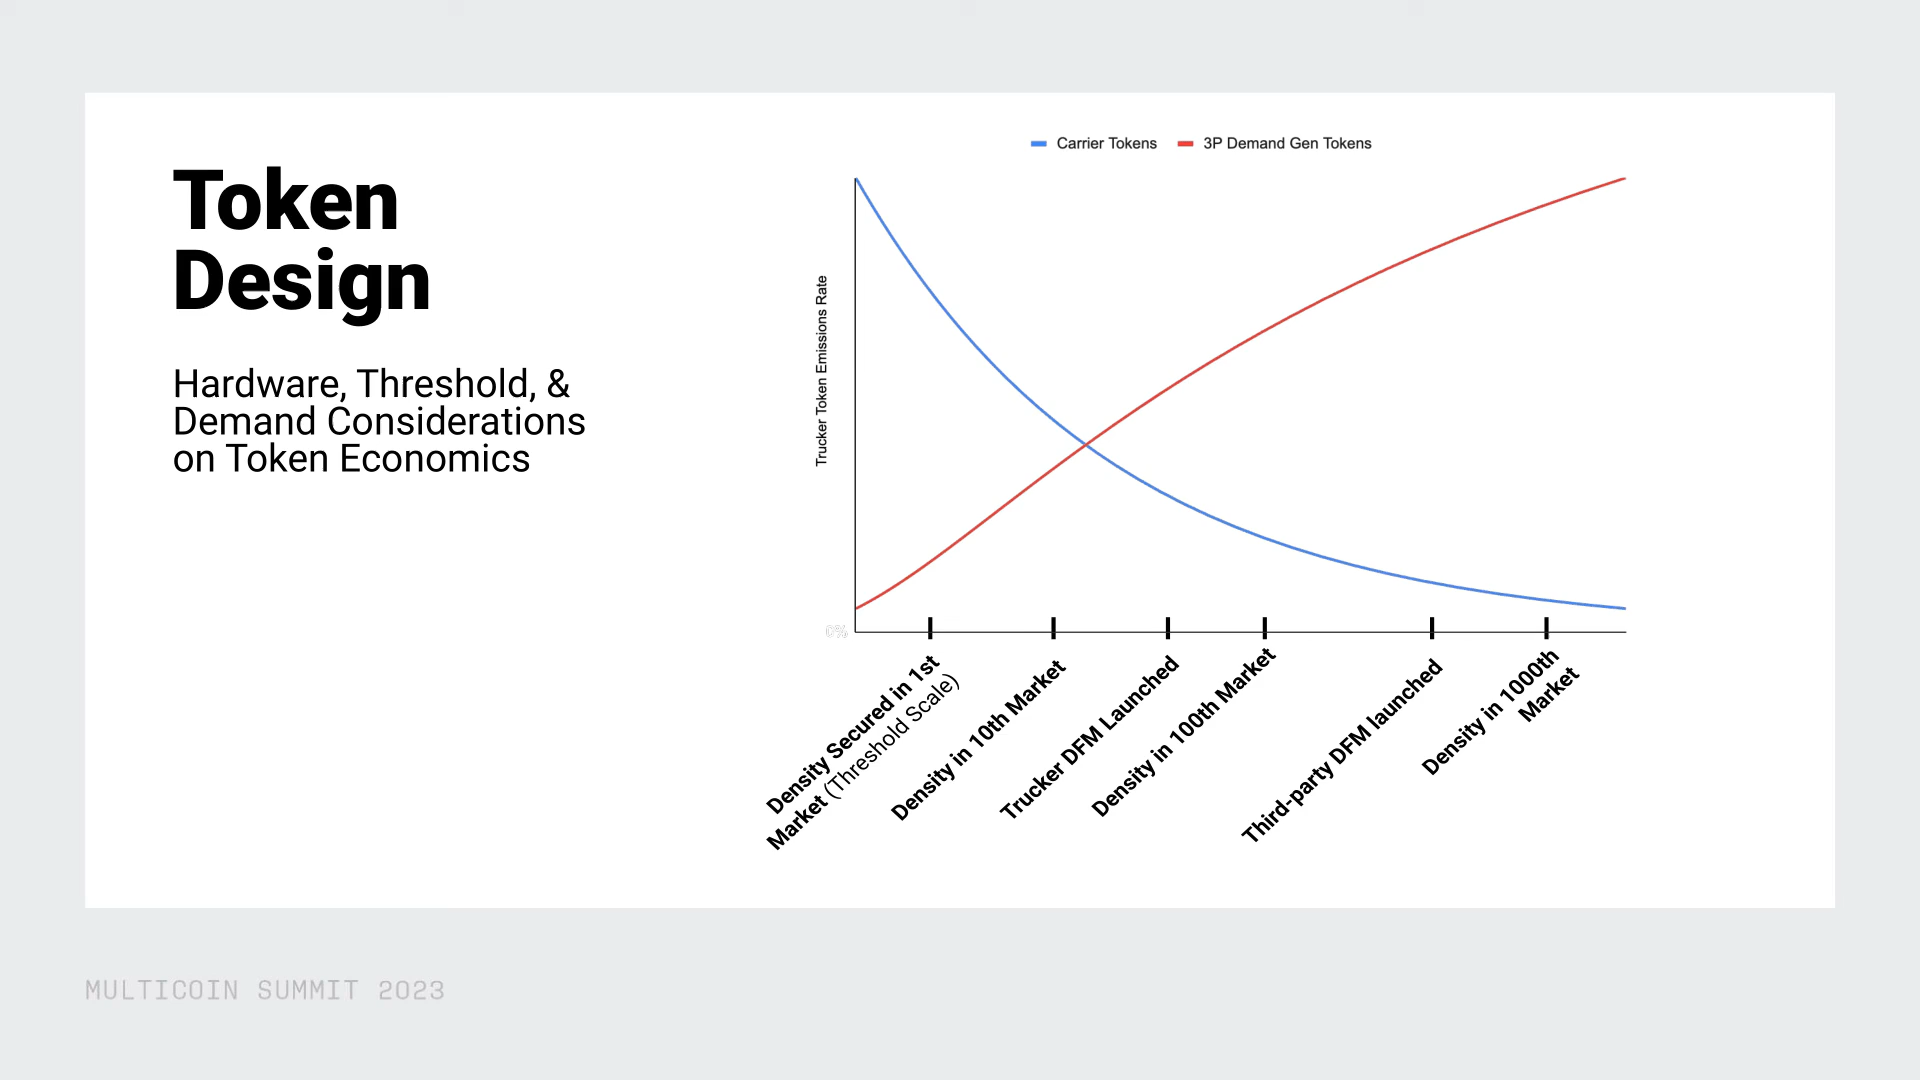 Token
Design
Hardware, Threshold, &
Demand Considerations
on Token Economics
Carrier Tokens
3P Demand Gen Tokens
Trucker Token Emissions Rate
0%
Density Secured in 1st
Market (Threshold Scale)
Density in 10th Market
Trucker DFM Launched
Density in 100th Market
Third-party DFM launched
Density in 1000th
Market
MULTICOIN SUMMIT 2023